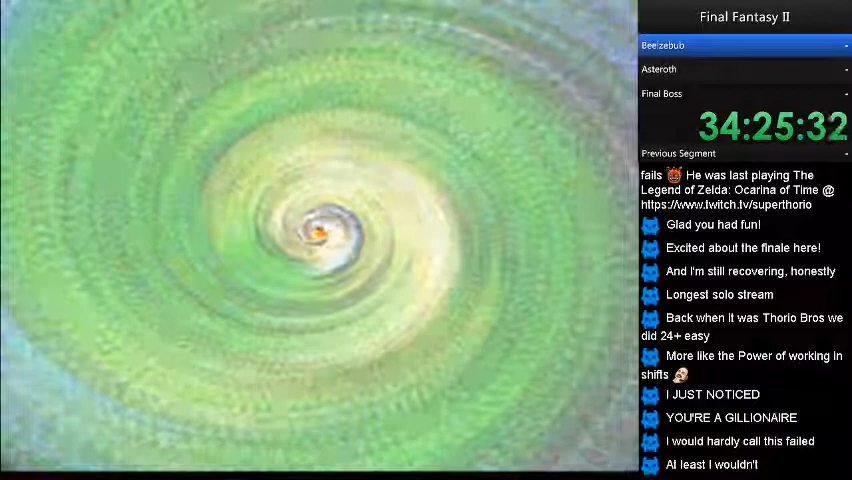 Final Fantasy II
Beelzebub -
Asteroth -
Final Boss -
34:25:32
Previous Segment -
fails He was last playing The
Legend of Zelda: Ocarina of Time @
https://www.twitch.tv/superthorio
Glad you had fun!
Excited about the finale here!
And I'm still recovering, honestly
Longest solo stream
Back when it was Thorio Bros we
did 24+ easy
More like the Power of working in
shifts
I JUST NOTICED
YOU'RE A GILLIONAIRE
I would hardly call this failed
At least I wouldn't